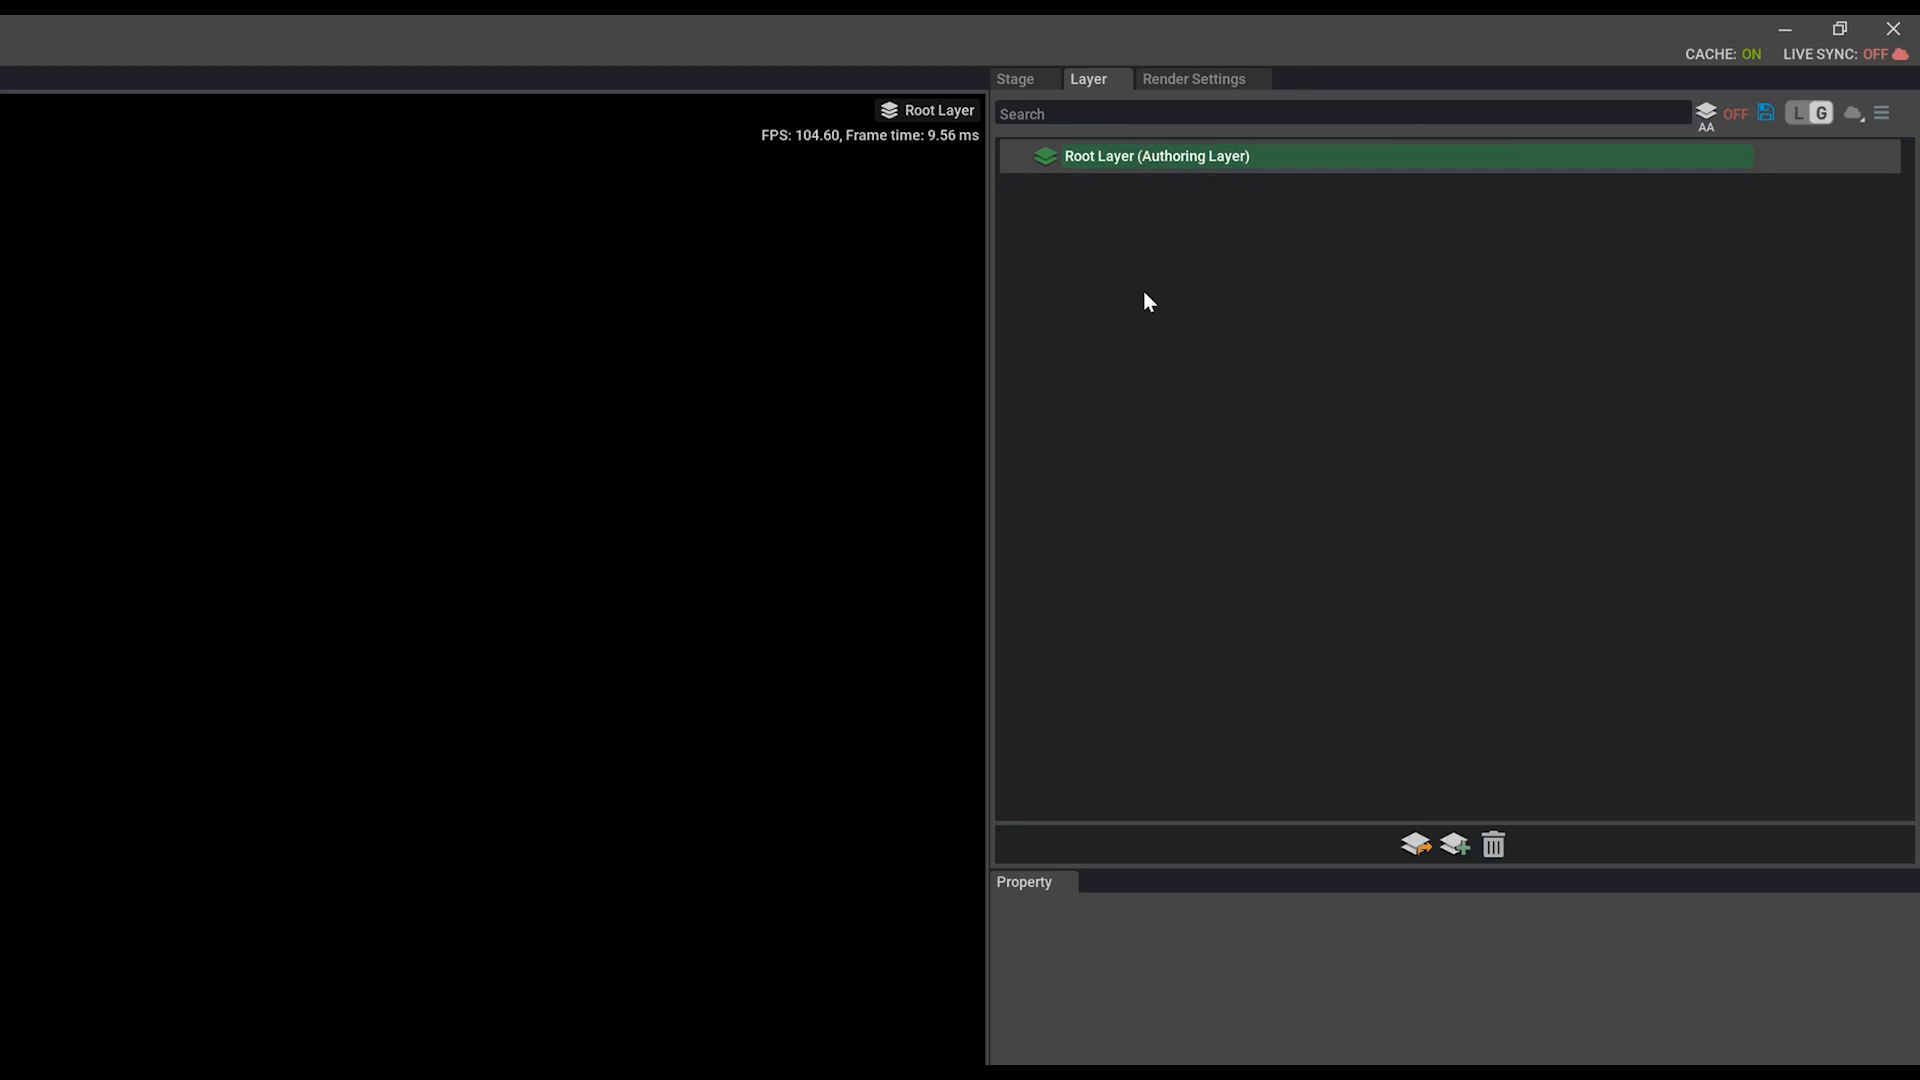 CACHE: ON LIVE SYNC: OFF
Stage Layer Render Settings
Root Layer
FPS: 104.60, Frame time: 9.56 ms
Search
AA
OFF
L G
Root Layer (Authoring Layer)
Property